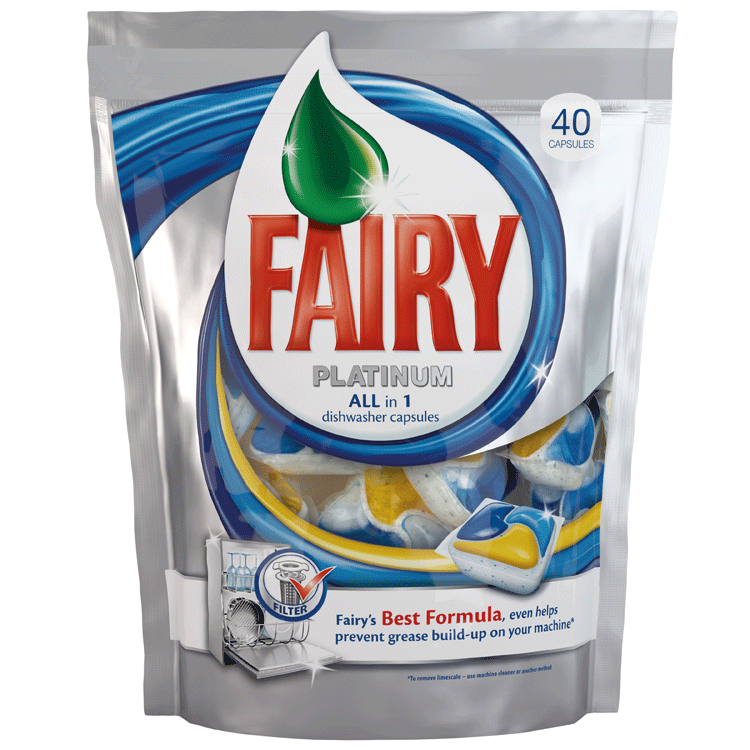 40
CAPSULES
FAIRY
PLATINUM
ALL in 1
dishwasher capsules
FILTER
Fairy's Best Formula, even helps
prevent grease build-up on your machine*
*To remove limescale – use machine cleaner or another method